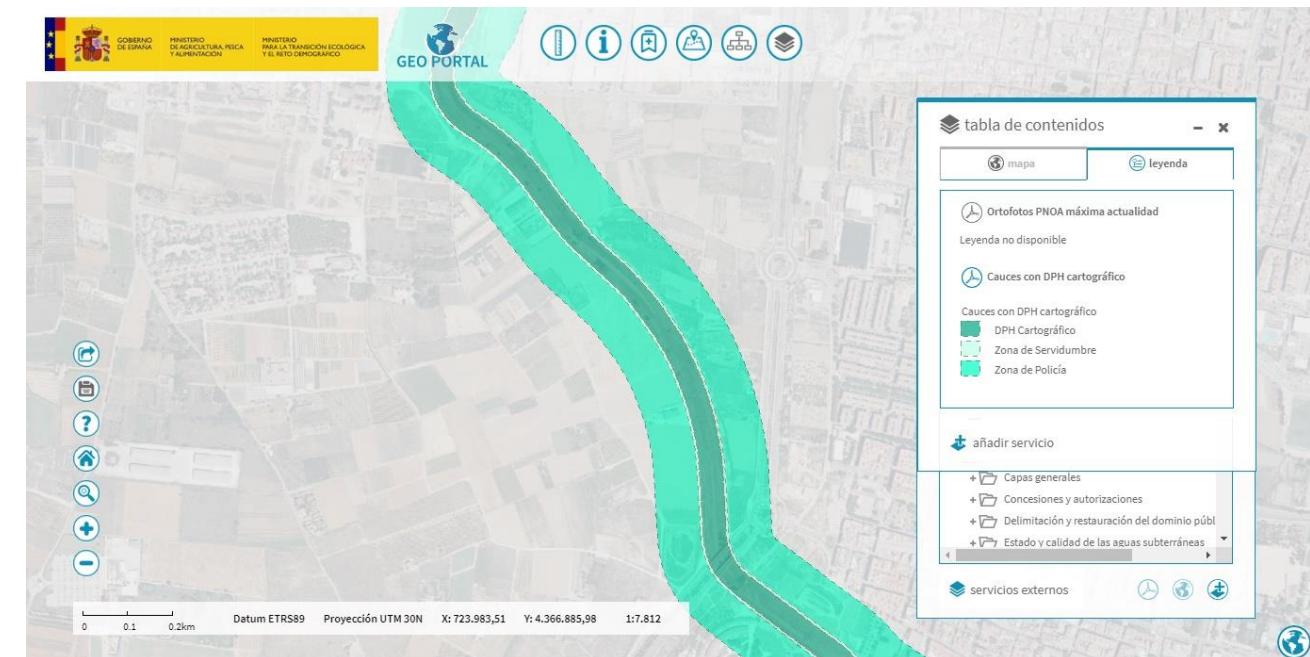 GOBIERNO
DE ESPAÑA
MINISTERIO
DE AGRICULTURA, PESCA
Y ALIMENTACIÓN
MINISTERIO
PARA LA TRANSICIÓN ECOLÓGICA
Y EL RETO DEMOGRÁFICO
GEO PORTAL
tabla de contenidos
mapa
leyenda
Ortofotos PNOA máxima actualidad
Leyenda no disponible
Cauces con DPH cartográfico
Cauces con DPH cartográfico
DPH Cartográfico
Zona de Servidumbre
Zona de Policía
añadir servicio
+ Capas generales
+ Concesiones y autorizaciones
+ Delimitación y restauración del dominio públ
+ Estado y calidad de las aguas subterráneas
servicios externos
0 0.1 0.2km
Datum ETRS89 Proyección UTM 30N X: 723.983,51 Y: 4.366.885,98 1:7.812